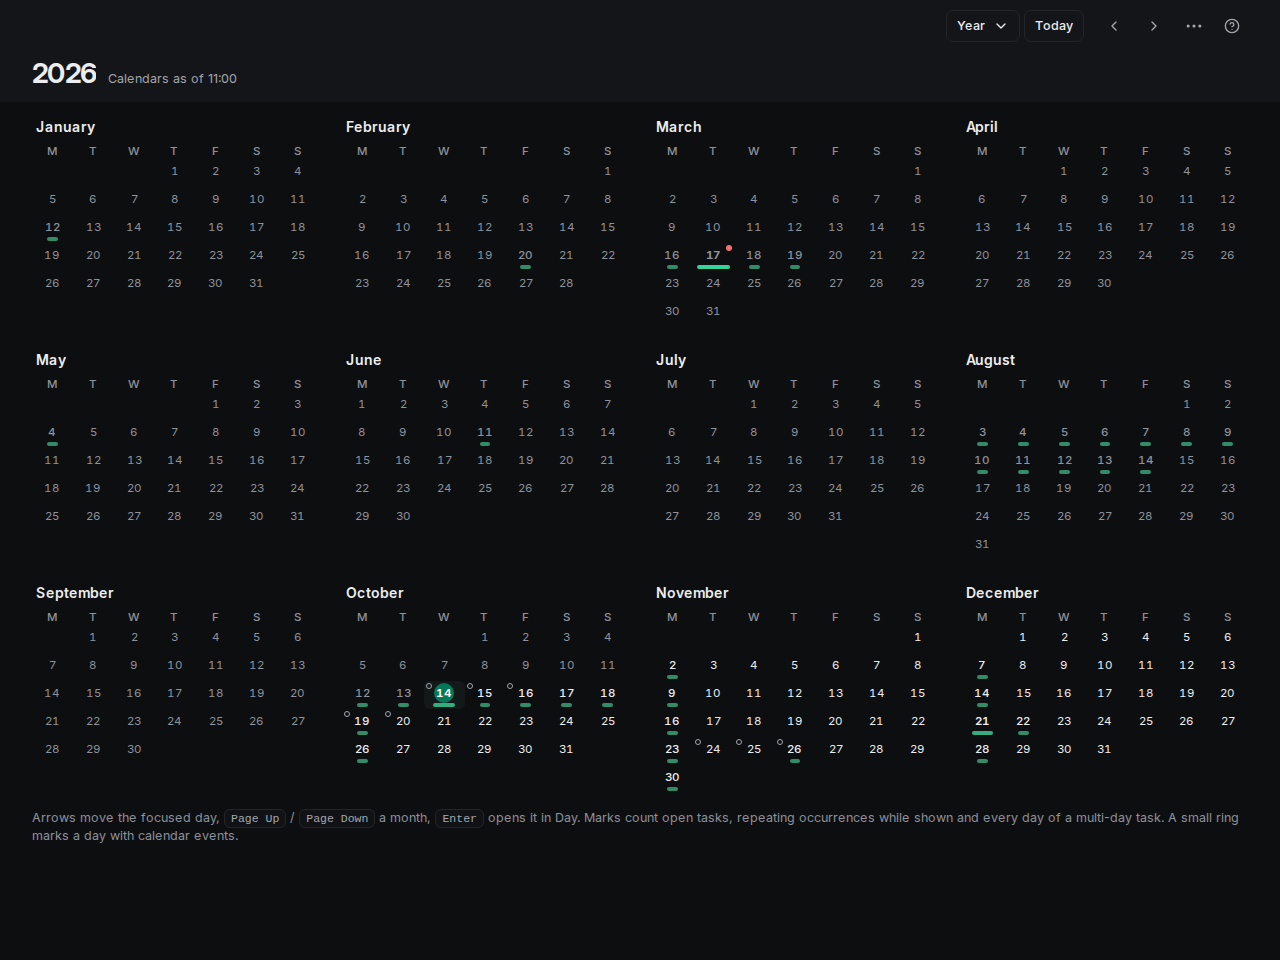 Year Today
2026 Calendars as of 11:00
January February March April
M T W T F S S M T W T F S S M T W T F S S M T W T F S S
1 2 3 4 1 1 1 2 3 4 5
5 6 7 8 9 10 11 2 3 4 5 6 7 8 2 3 4 5 6 7 8 6 7 8 9 10 11 12
12 13 14 15 16 17 18 9 10 11 12 13 14 15 9 10 11 12 13 14 15 13 14 15 16 17 18 19
19 20 21 22 23 24 25 16 17 18 19 20 21 22 16 17 18 19 20 21 22 20 21 22 23 24 25 26
26 27 28 29 30 31 23 24 25 26 27 28 23 24 25 26 27 28 29 27 28 29 30
30 31
May June July August
M T W T F S S M T W T F S S M T W T F S S M T W T F S S
1 2 3 1 2 3 4 5 6 7 1 2 3 4 5 1 2
4 5 6 7 8 9 10 8 9 10 11 12 13 14 6 7 8 9 10 11 12 3 4 5 6 7 8 9
11 12 13 14 15 16 17 15 16 17 18 19 20 21 13 14 15 16 17 18 19 10 11 12 13 14 15 16
18 19 20 21 22 23 24 22 23 24 25 26 27 28 20 21 22 23 24 25 26 17 18 19 20 21 22 23
25 26 27 28 29 30 31 29 30 27 28 29 30 31 24 25 26 27 28 29 30
31
September October November December
M T W T F S S M T W T F S S M T W T F S S M T W T F S S
1 2 3 4 5 6 1 2 3 4 1 1 2 3 4 5 6
7 8 9 10 11 12 13 5 6 7 8 9 10 11 2 3 4 5 6 7 8 7 8 9 10 11 12 13
14 15 16 17 18 19 20 12 13 14 15 16 17 18 9 10 11 12 13 14 15 14 15 16 17 18 19 20
21 22 23 24 25 26 27 19 20 21 22 23 24 25 16 17 18 19 20 21 22 21 22 23 24 25 26 27
28 29 30 26 27 28 29 30 31 23 24 25 26 27 28 29 28 29 30 31
30
Arrows move the focused day, Page Up / Page Down a month, Enter opens it in Day. Marks count open tasks, repeating occurrences while shown and every day of a multi-day task. A small ring
marks a day with calendar events.